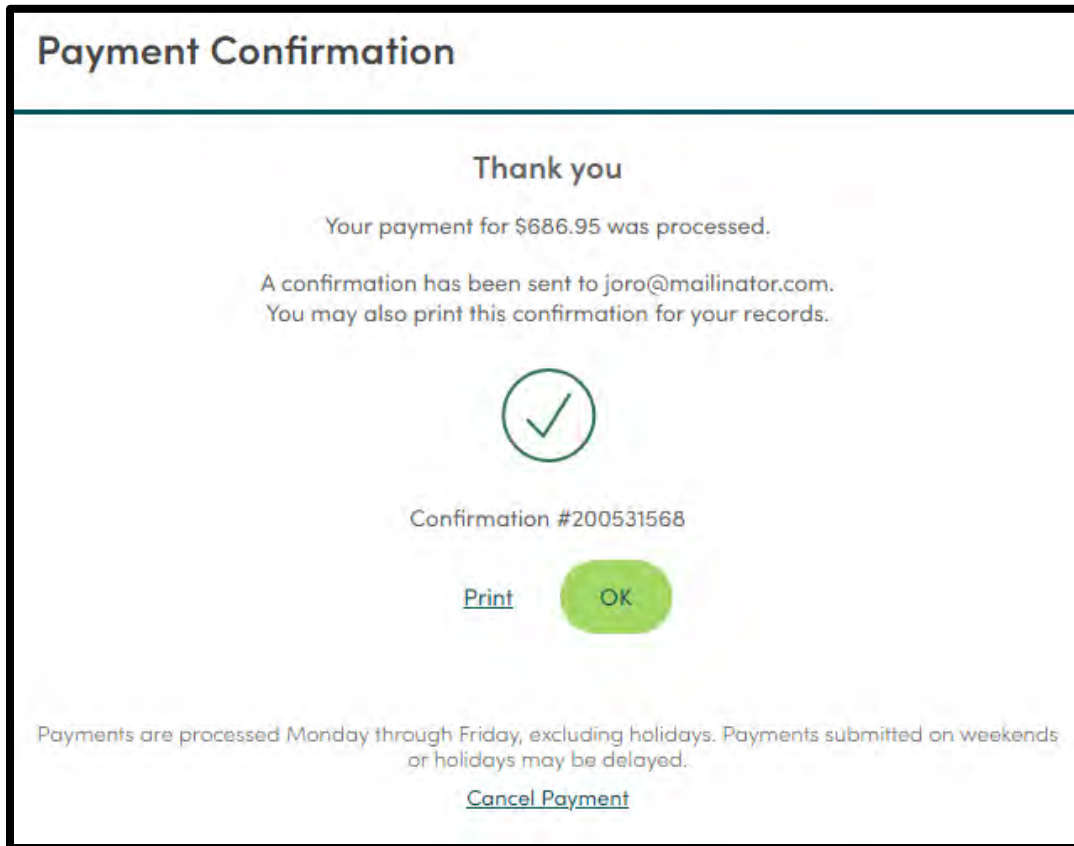 Payment Confirmation
Thank you
Your payment for $686.95 was processed.
A confirmation has been sent to joro@mailinator.com.
You may also print this confirmation for your records.
Confirmation #200531568
Print
OK
Payments are processed Monday through Friday, excluding holidays. Payments submitted on weekends
or holidays may be delayed.
Cancel Payment